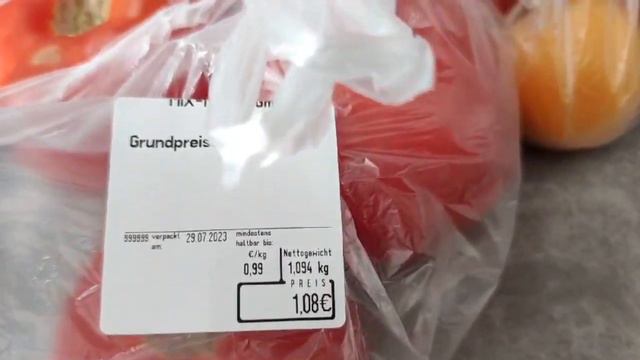 Grundpreis
999999 verpackt am: 29.07.2023 mindestens haltbar bis:
€/kg Nettogewicht
0,99 1,094 kg
PREIS
1,08€